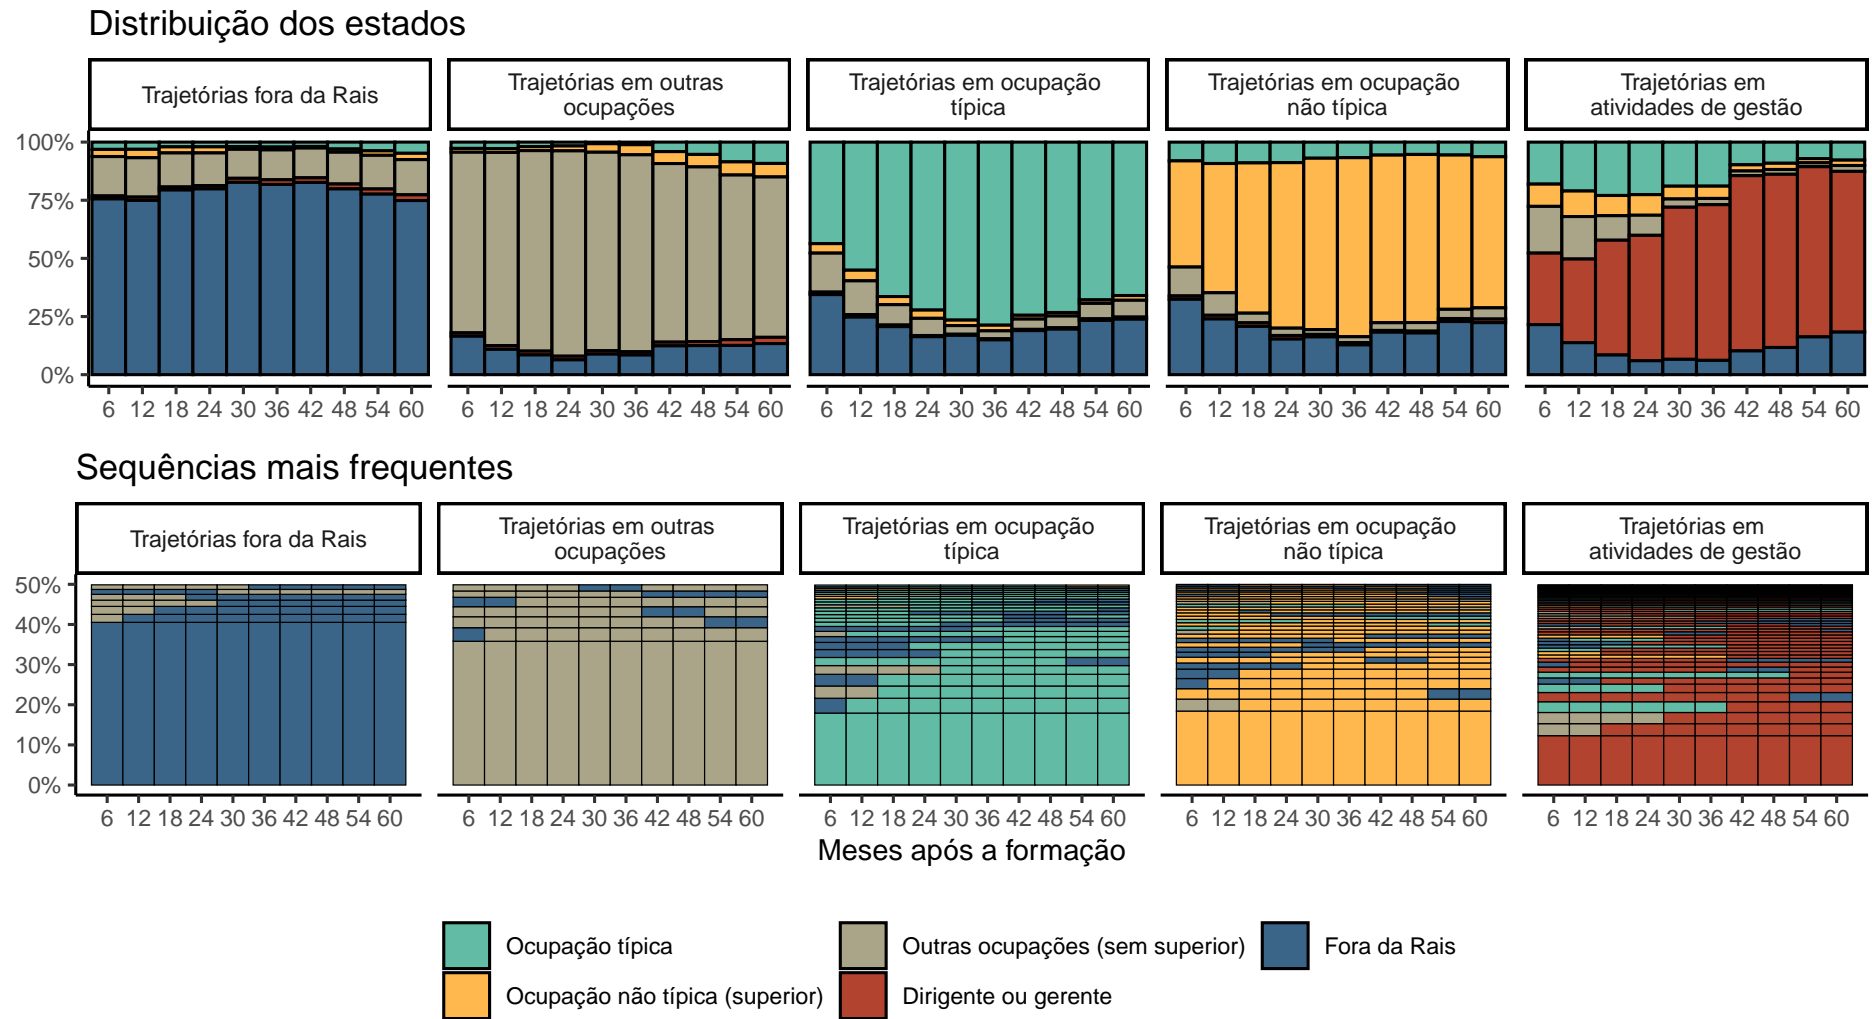 Distribuição dos estados
Trajetórias fora da Rais
Trajetórias em outras
ocupações
Trajetórias em ocupação
típica
Trajetórias em ocupação
não típica
Trajetórias em
atividades de gestão
100%
75%
50%
25%
0%
6 12 18 24 30 36 42 48 54 60
6 12 18 24 30 36 42 48 54 60
6 12 18 24 30 36 42 48 54 60
6 12 18 24 30 36 42 48 54 60
6 12 18 24 30 36 42 48 54 60
Sequências mais frequentes
Trajetórias fora da Rais
Trajetórias em outras
ocupações
Trajetórias em ocupação
típica
Trajetórias em ocupação
não típica
Trajetórias em
atividades de gestão
50%
40%
30%
20%
10%
0%
6 12 18 24 30 36 42 48 54 60
6 12 18 24 30 36 42 48 54 60
6 12 18 24 30 36 42 48 54 60
6 12 18 24 30 36 42 48 54 60
6 12 18 24 30 36 42 48 54 60
Meses após a formação
Ocupação típica
Outras ocupações (sem superior)
Fora da Rais
Ocupação não típica (superior)
Dirigente ou gerente